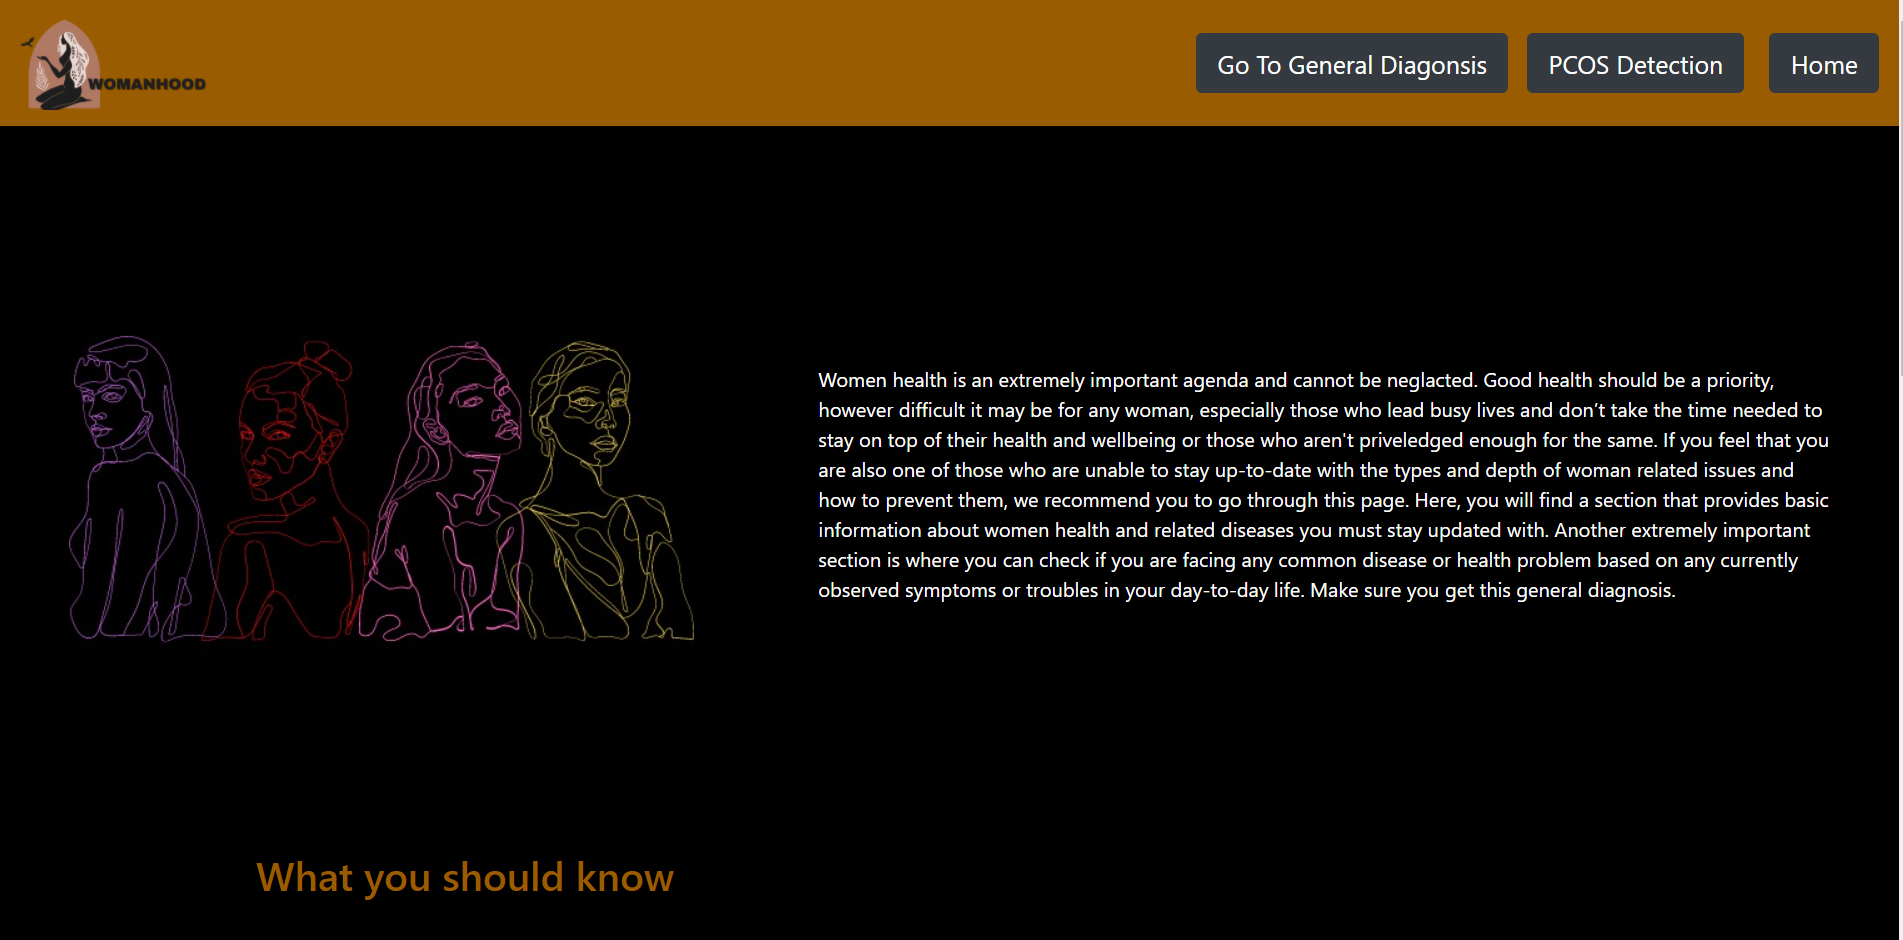 WOMANHOOD
Go To General Diagonsis
PCOS Detection
Home
Women health is an extremely important agenda and cannot be neglacted. Good health should be a priority,
however difficult it may be for any woman, especially those who lead busy lives and don’t take the time needed to
stay on top of their health and wellbeing or those who aren't priveledged enough for the same. If you feel that you
are also one of those who are unable to stay up-to-date with the types and depth of woman related issues and
how to prevent them, we recommend you to go through this page. Here, you will find a section that provides basic
information about women health and related diseases you must stay updated with. Another extremely important
section is where you can check if you are facing any common disease or health problem based on any currently
observed symptoms or troubles in your day-to-day life. Make sure you get this general diagnosis.
What you should know